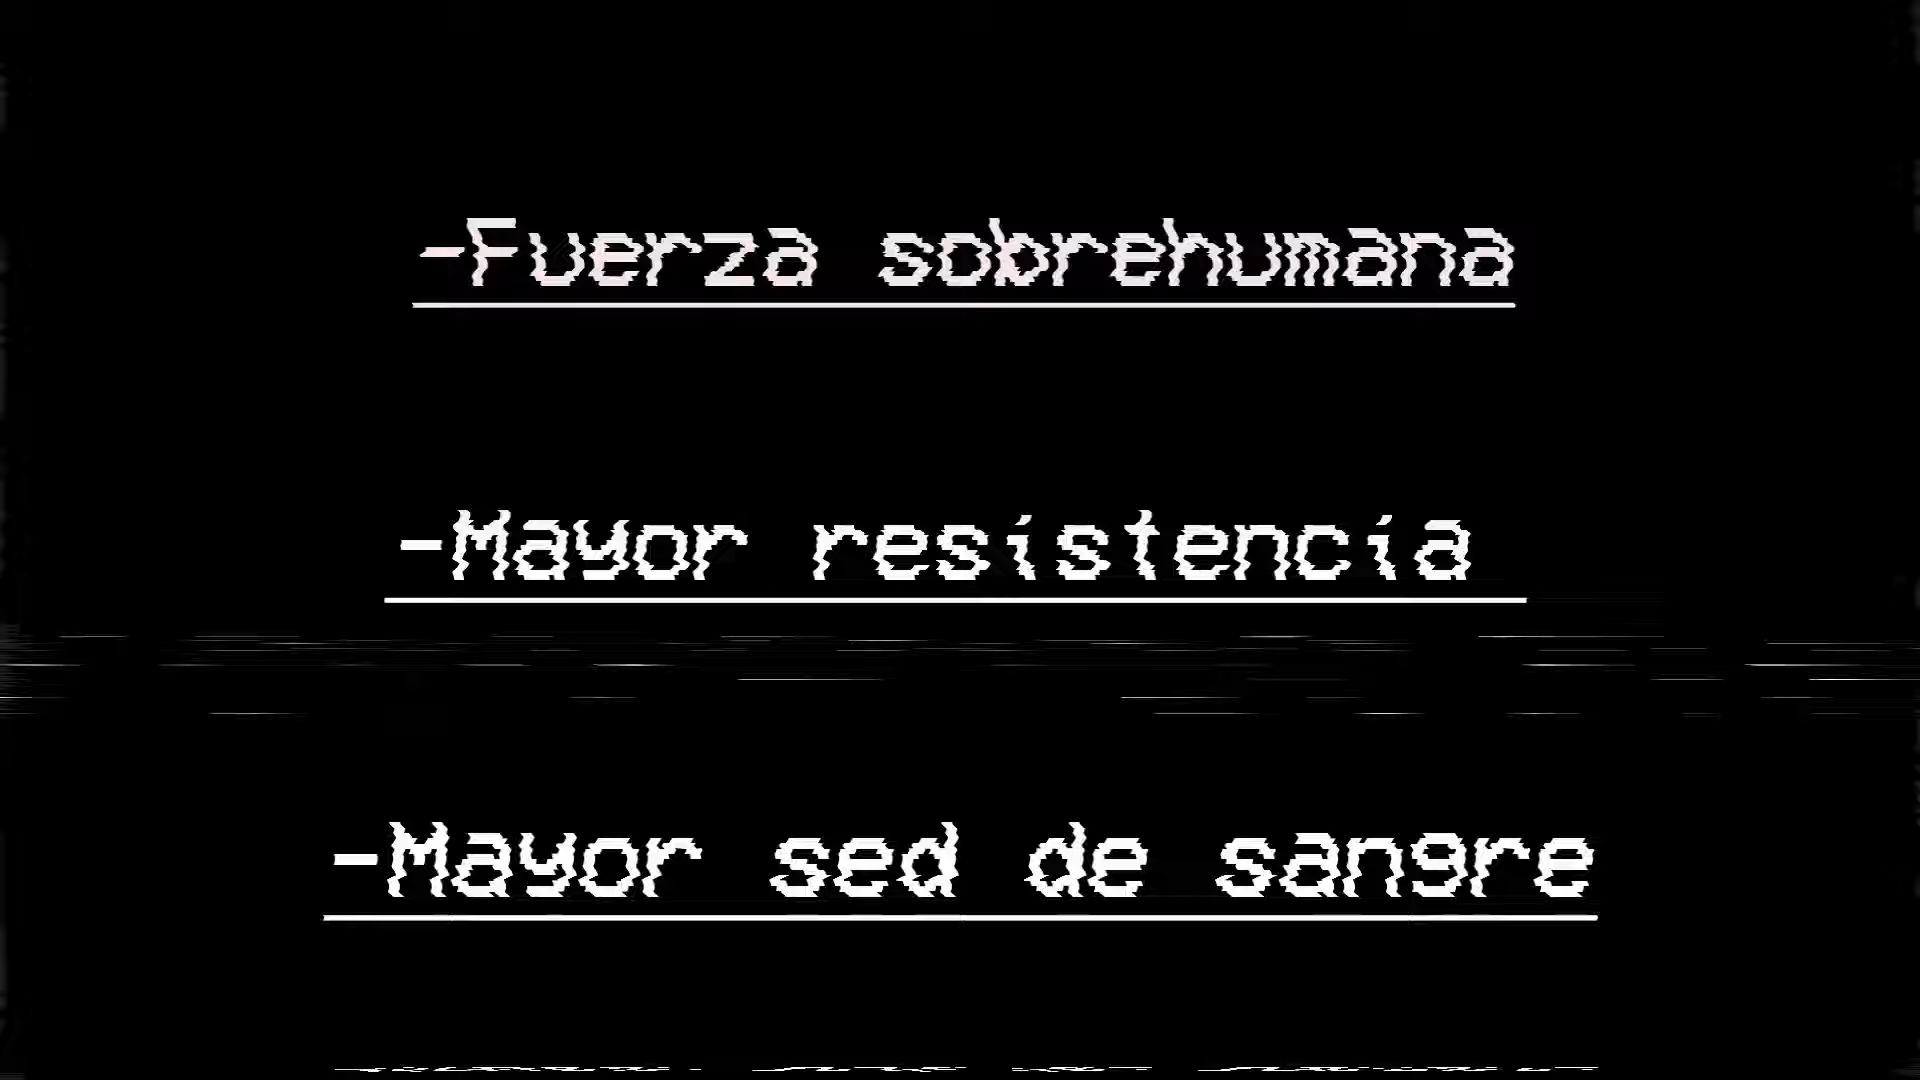 -Fuerza sobrehumana
-Mayor resistencia
-Mayor sed de sangre